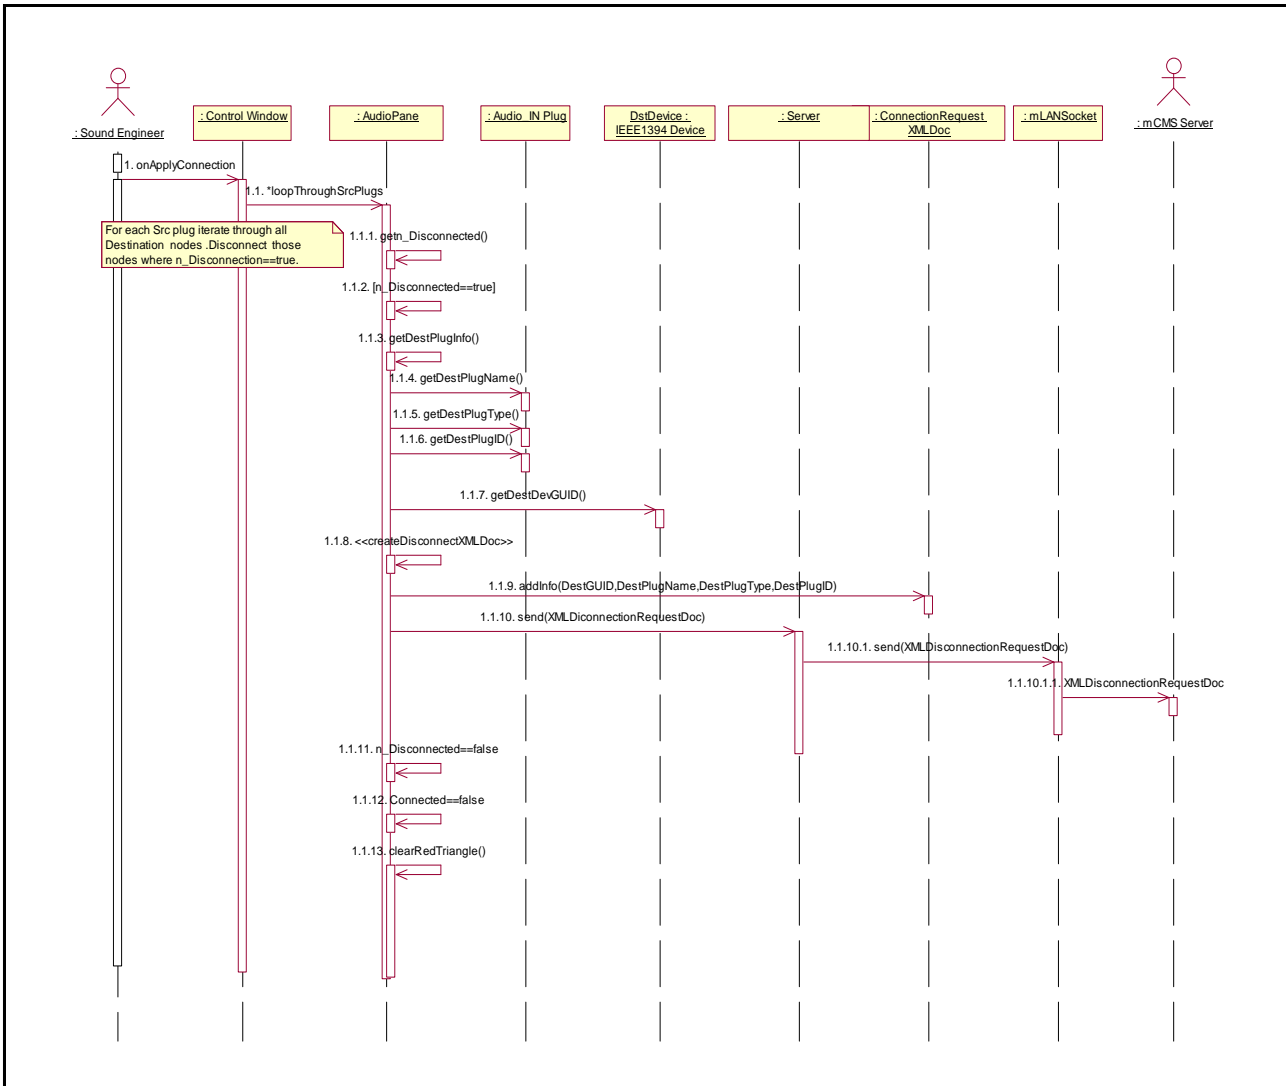 : Sound Engineer
: Control Window
: AudioPane
: Audio_IN Plug
DstDevice :
IEEE1394 Device
: Server
: ConnectionRequest
XMLDoc
: mLANSocket
: mCMS Server
1. onApplyConnection
1.1. *loopThroughSrcPlugs
For each Src plug iterate through all
Destination nodes .Disconnect those
nodes where n_Disconnection==true.
1.1.1. getn_Disconnected()
1.1.2. [n_Disconnected==true]
1.1.3. getDestPlugInfo()
1.1.4. getDestPlugName()
1.1.5. getDestPlugType()
1.1.6. getDestPlugID()
1.1.7. getDestDevGUID()
1.1.8. <<createDisconnectXMLDoc>>
1.1.9. addInfo(DestGUID,DestPlugName,DestPlugType,DestPlugID)
1.1.10. send(XMLDiconnectionRequestDoc)
1.1.10.1. send(XMLDisconnectionRequestDoc)
1.1.10.1.1. XMLDisconnectionRequestDoc
1.1.11. n_Disconnected==false
1.1.12. Connected==false
1.1.13. clearRedTriangle()